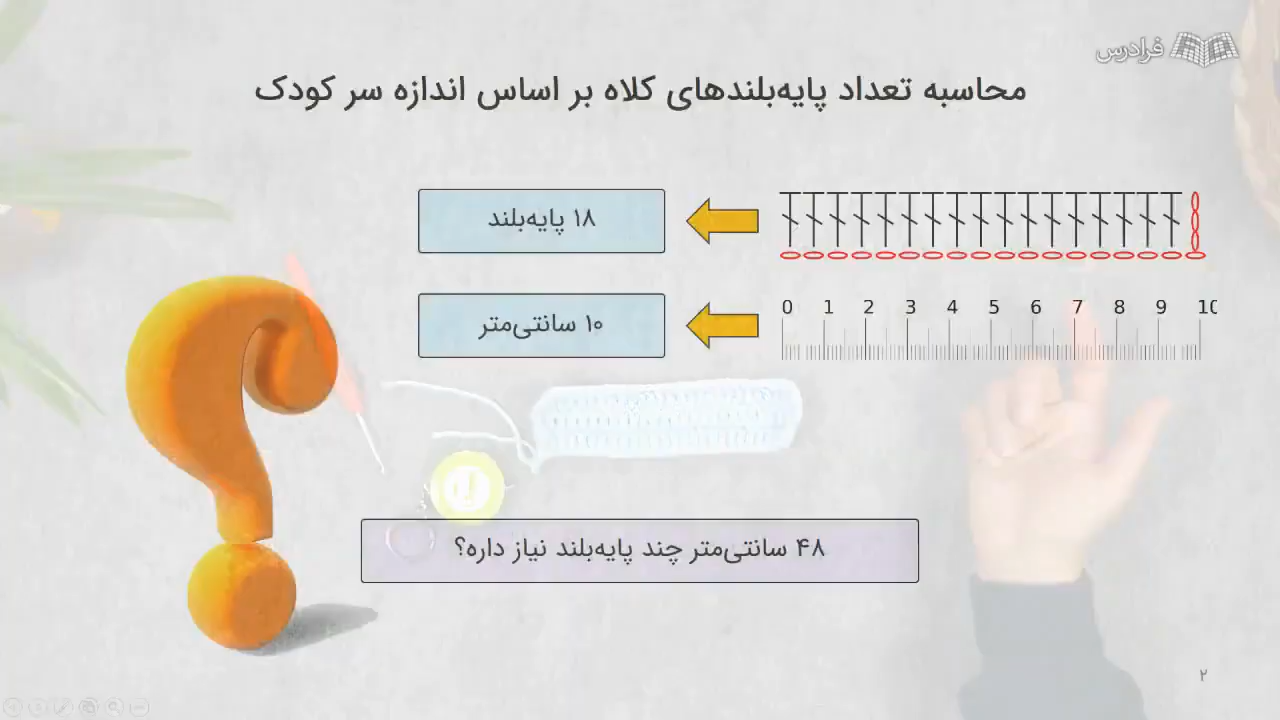 فرادرس
محاسبه تعداد پایه‌بلندهای کلاه بر اساس اندازه سر کودک
۱۸ پایه‌بلند
0 1 2 3 4 5 6 7 8 9 10
۱۰ سانتی‌متر
۴۸ سانتی‌متر چند پایه‌بلند نیاز داره؟
۲